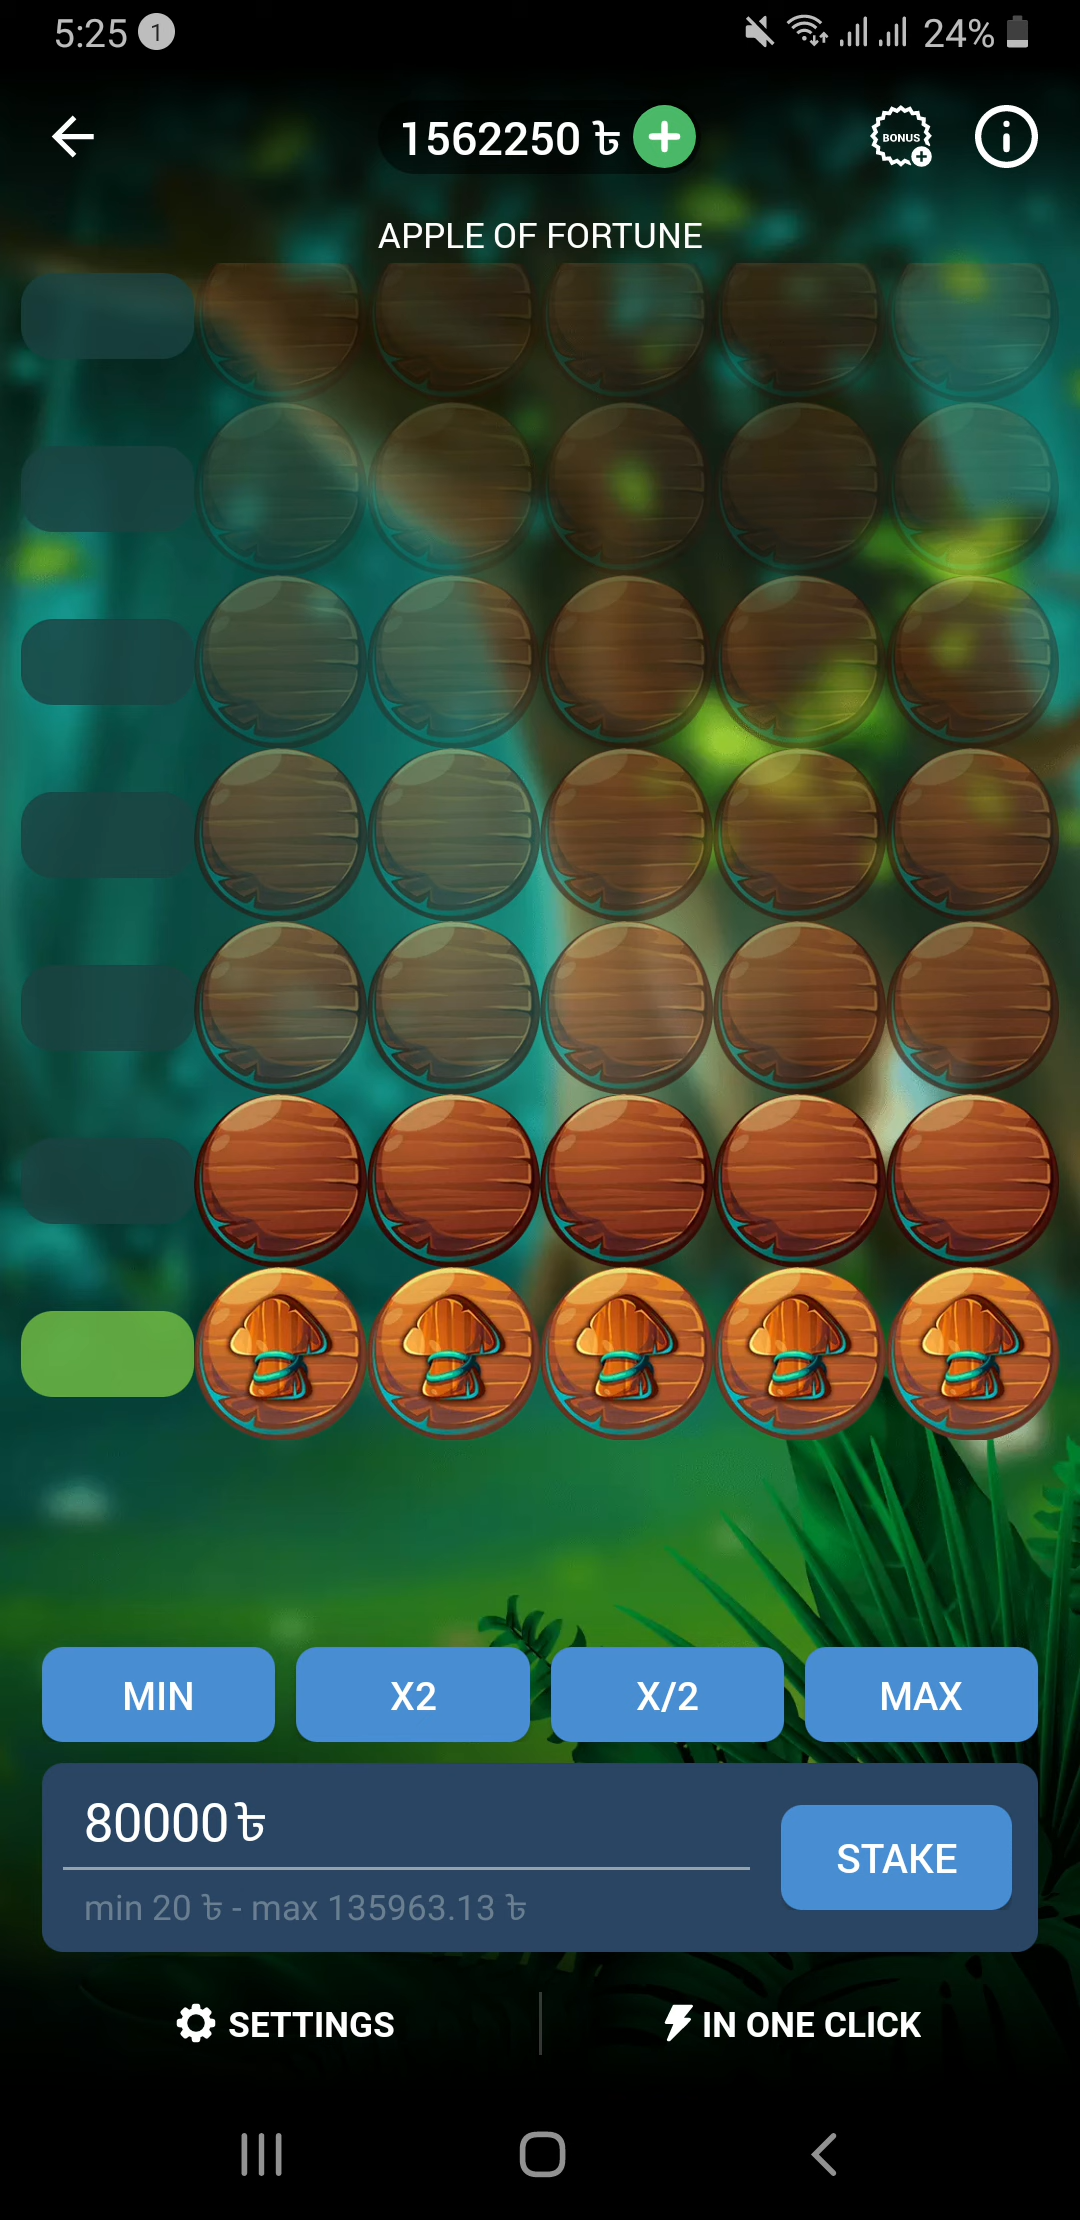 5:25 1 24%
1562250 ৳
BONUS
APPLE OF FORTUNE
MIN X2 X/2 MAX
80000৳
STAKE
min 20 ৳ - max 135963.13 ৳
SETTINGS IN ONE CLICK